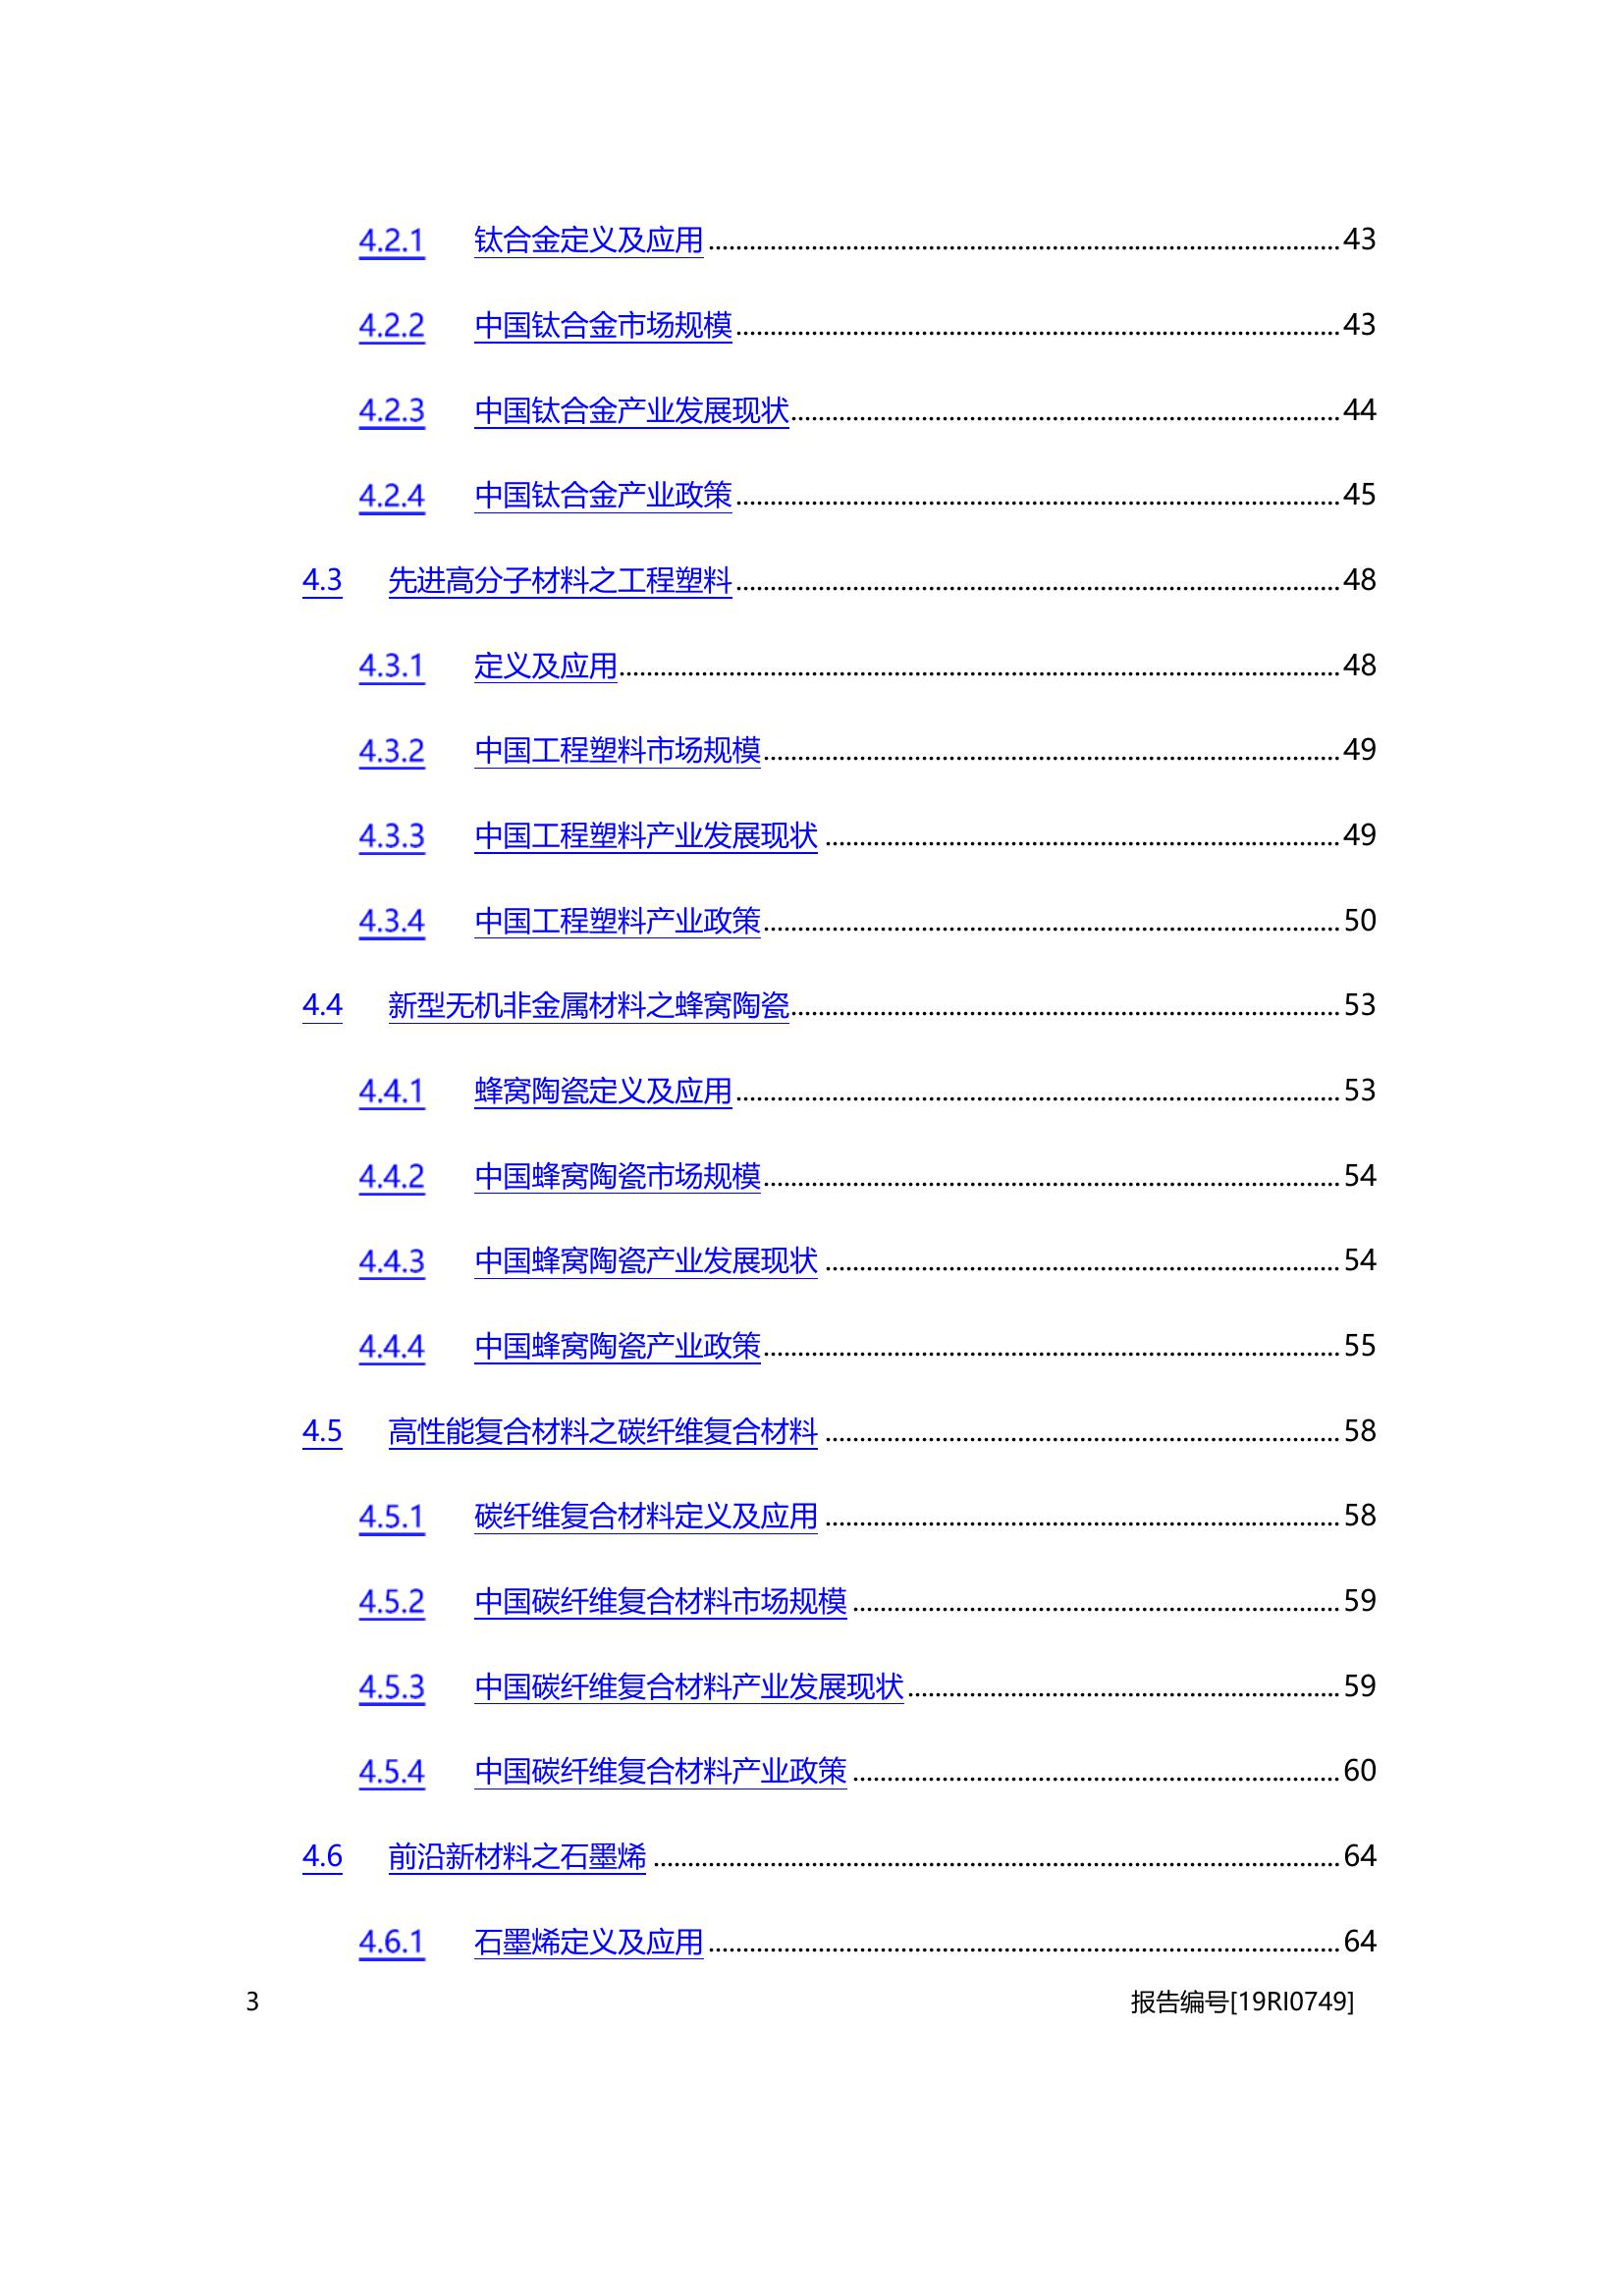 4.2.1 钛合金定义及应用........................................43
4.2.2 中国钛合金市场规模........................................43
4.2.3 中国钛合金产业发展现状........................................44
4.2.4 中国钛合金产业政策........................................45
4.3 先进高分子材料之工程塑料........................................48
4.3.1 定义及应用........................................48
4.3.2 中国工程塑料市场规模........................................49
4.3.3 中国工程塑料产业发展现状........................................49
4.3.4 中国工程塑料产业政策........................................50
4.4 新型无机非金属材料之蜂窝陶瓷........................................53
4.4.1 蜂窝陶瓷定义及应用........................................53
4.4.2 中国蜂窝陶瓷市场规模........................................54
4.4.3 中国蜂窝陶瓷产业发展现状........................................54
4.4.4 中国蜂窝陶瓷产业政策........................................55
4.5 高性能复合材料之碳纤维复合材料........................................58
4.5.1 碳纤维复合材料定义及应用........................................58
4.5.2 中国碳纤维复合材料市场规模........................................59
4.5.3 中国碳纤维复合材料产业发展现状........................................59
4.5.4 中国碳纤维复合材料产业政策........................................60
4.6 前沿新材料之石墨烯........................................64
4.6.1 石墨烯定义及应用........................................64
3 报告编号[19RI0749]